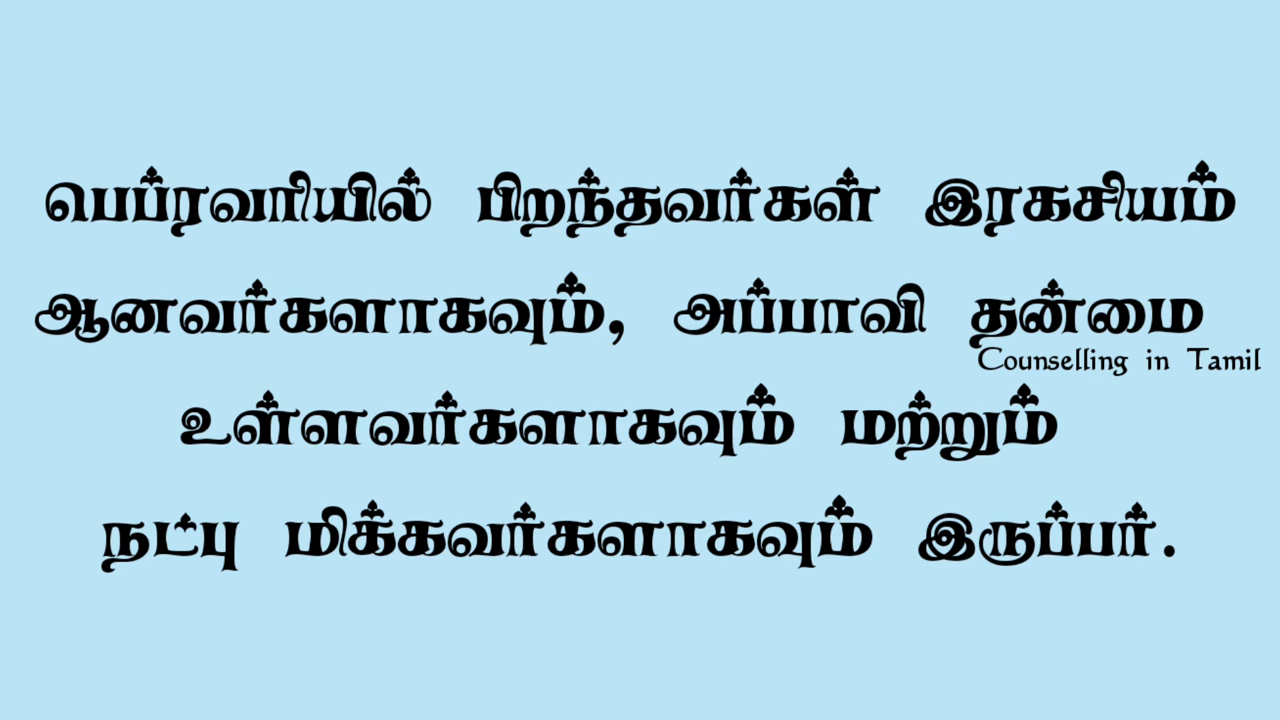 பெப்ரவரியில் பிறந்தவர்கள் இரகசியம்
ஆனவர்களாகவும், அப்பாவி தன்மை
Counselling in Tamil
உள்ளவர்களாகவும் மற்றும்
நட்பு மிக்கவர்களாகவும் இருப்பர்.